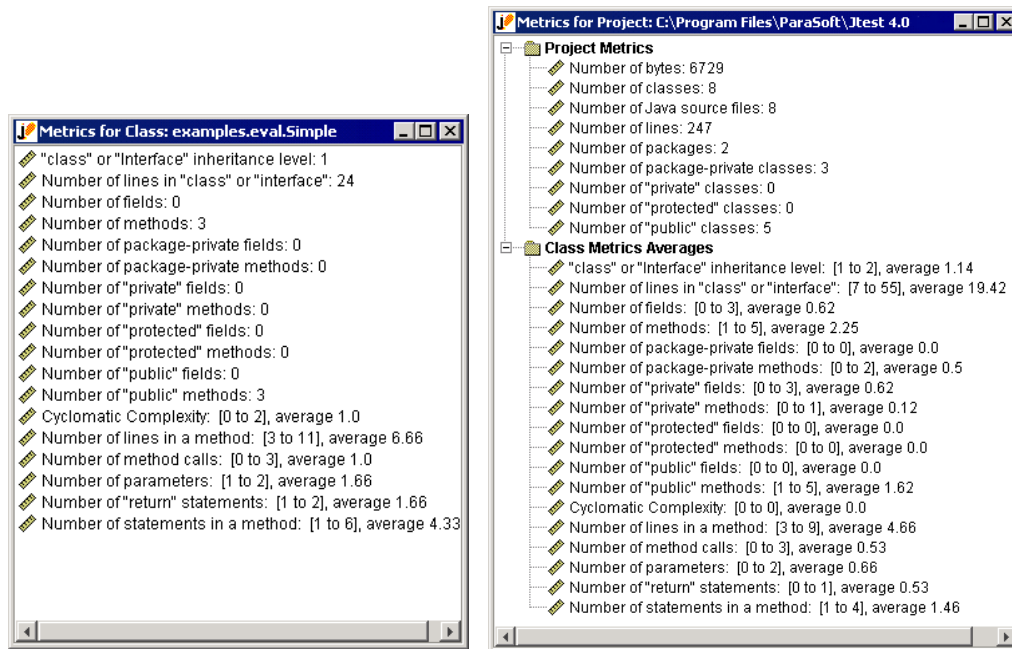 Metrics for Class: examples.eval.Simple
"class" or "Interface" inheritance level: 1
Number of lines in "class" or "interface": 24
Number of fields: 0
Number of methods: 3
Number of package-private fields: 0
Number of package-private methods: 0
Number of "private" fields: 0
Number of "private" methods: 0
Number of "protected" fields: 0
Number of "protected" methods: 0
Number of "public" fields: 0
Number of "public" methods: 3
Cyclomatic Complexity: [0 to 2], average 1.0
Number of lines in a method: [3 to 11], average 6.66
Number of method calls: [0 to 3], average 1.0
Number of parameters: [1 to 2], average 1.66
Number of "return" statements: [1 to 2], average 1.66
Number of statements in a method: [1 to 6], average 4.33
Metrics for Project: C:\Program Files\ParaSoft\Jtest 4.0
Project Metrics
Number of bytes: 6729
Number of classes: 8
Number of Java source files: 8
Number of lines: 247
Number of packages: 2
Number of package-private classes: 3
Number of "private" classes: 0
Number of "protected" classes: 0
Number of "public" classes: 5
Class Metrics Averages
"class" or "Interface" inheritance level: [1 to 2], average 1.14
Number of lines in "class" or "interface": [7 to 55], average 19.42
Number of fields: [0 to 3], average 0.62
Number of methods: [1 to 5], average 2.25
Number of package-private fields: [0 to 0], average 0.0
Number of package-private methods: [0 to 2], average 0.5
Number of "private" fields: [0 to 3], average 0.62
Number of "private" methods: [0 to 1], average 0.12
Number of "protected" fields: [0 to 0], average 0.0
Number of "protected" methods: [0 to 0], average 0.0
Number of "public" fields: [0 to 0], average 0.0
Number of "public" methods: [1 to 5], average 1.62
Cyclomatic Complexity: [0 to 0], average 0.0
Number of lines in a method: [3 to 9], average 4.66
Number of method calls: [0 to 3], average 0.53
Number of parameters: [0 to 2], average 0.66
Number of "return" statements: [0 to 1], average 0.53
Number of statements in a method: [1 to 4], average 1.46